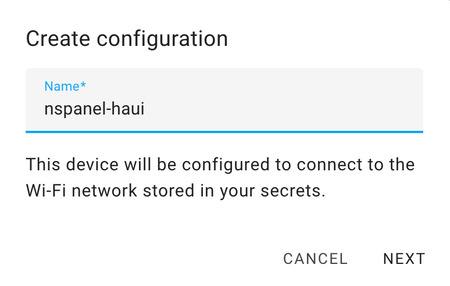 Create configuration
Name*
nspanel-haui
This device will be configured to connect to the
Wi-Fi network stored in your secrets.
CANCEL NEXT